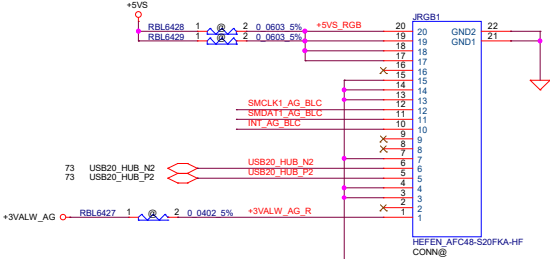 +5VS
RBL6428 1 @ 2 0_0603_5% +5VS_RGB
RBL6429 1 @ 2 0_0603_5%
JRGB1
20 20 GND2 22
19 19 GND1 21
18 18
17 17
16 16
15 15
14 14
13 13
SMCLK1_AG_BLC 12 12
SMDAT1_AG_BLC 11 11
INT_AG_BLC 10 10
9 9
8 8
7 7
73 USB20_HUB_N2 USB20_HUB_N2 6 6
73 USB20_HUB_P2 USB20_HUB_P2 5 5
4 4
3 3
2 2
+3VALW_AG RBL6427 1 @ 2 0_0402_5% +3VALW_AG_R 1 1
HEFEN_AFC48-S20FKA-HF
CONN@